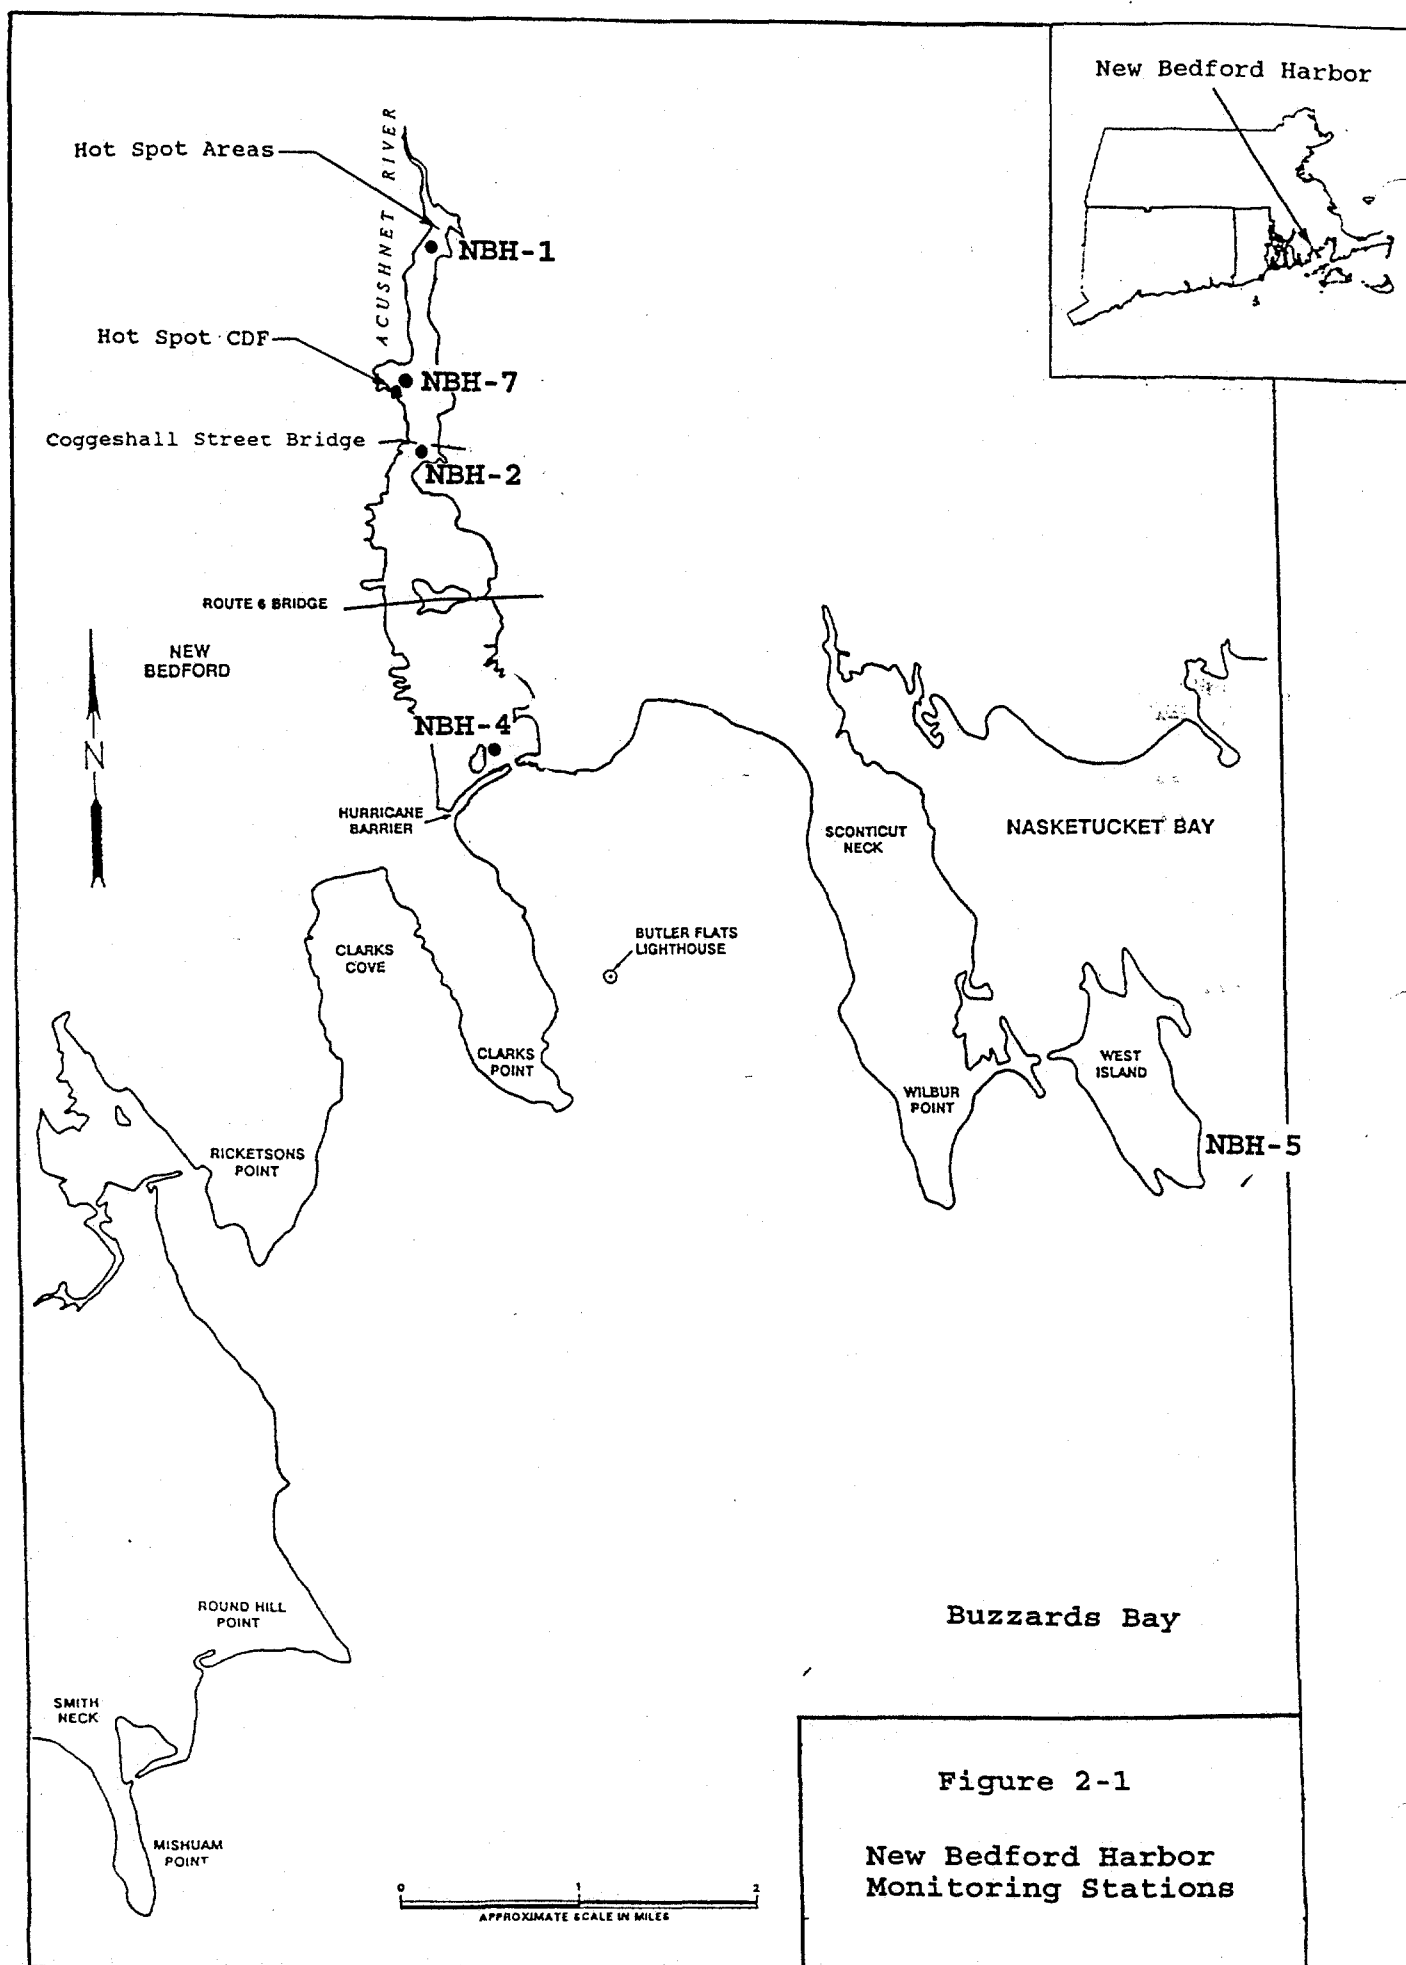 New Bedford Harbor
Hot Spot Areas
ACUSHNET RIVER
NBH-1
Hot Spot CDF
NBH-7
Coggeshall Street Bridge
NBH-2
ROUTE 6 BRIDGE
NEW
BEDFORD
N
NBH-4
HURRICANE
BARRIER
SCONTICUT
NECK
NASKETUCKET BAY
BUTLER FLATS
LIGHTHOUSE
CLARKS
COVE
CLARKS
POINT
WEST
ISLAND
WILBUR
POINT
NBH-5
RICKETSONS
POINT
ROUND HILL
POINT
Buzzards Bay
SMITH
NECK
MISHUAM
POINT
0 1 2
APPROXIMATE SCALE IN MILES
Figure 2-1
New Bedford Harbor
Monitoring Stations